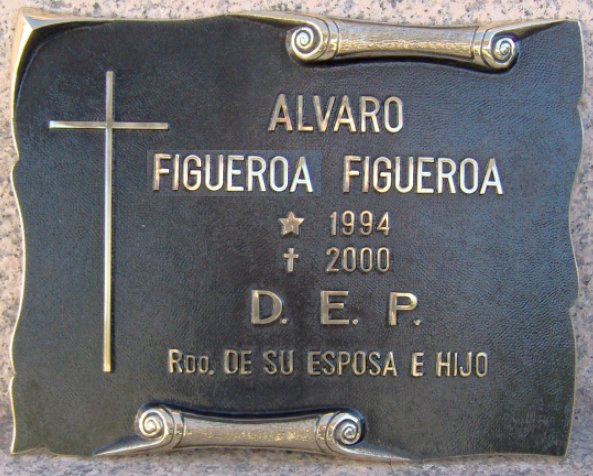 ALVARO
FIGUEROA FIGUEROA
★ 1994
✝ 2000
D. E. P.
RDO. DE SU ESPOSA E HIJO